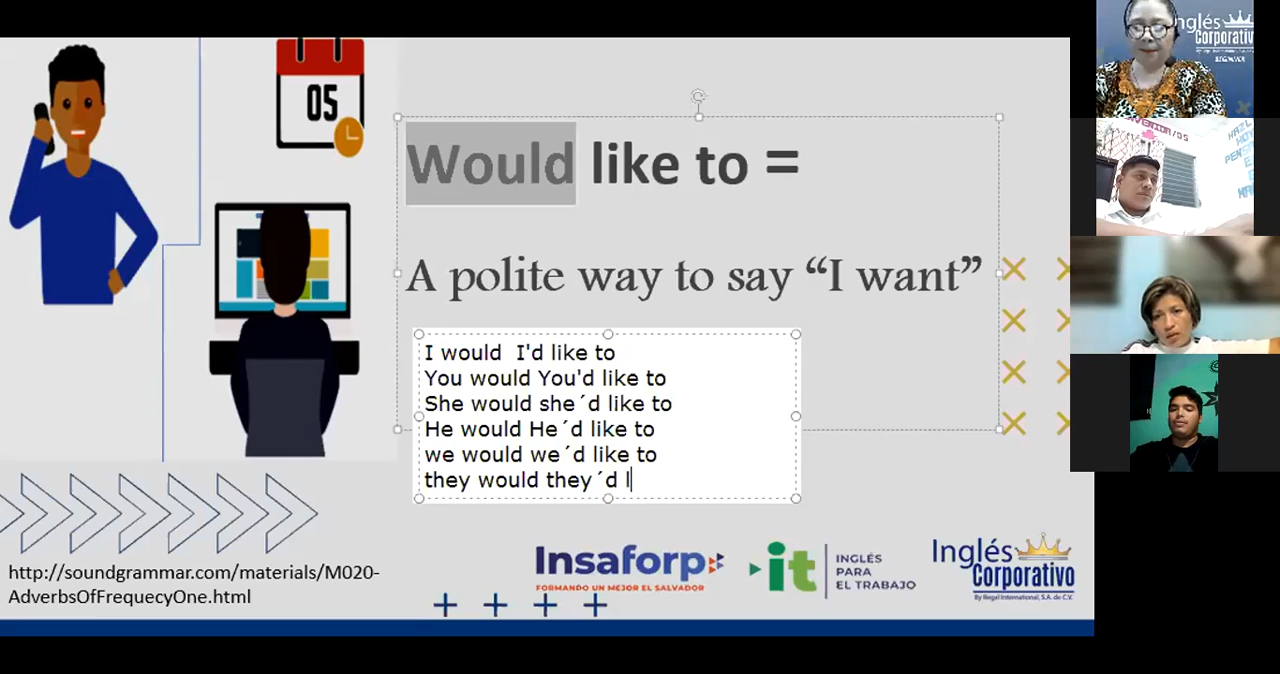 05
Would like to =
A polite way to say “I want”
I would  I'd like to
You would You'd like to
She would she´d like to
He would He´d like to
we would we´d like to
they would they´d l
http://soundgrammar.com/materials/M020-
AdverbsOfFrequecyOne.html
Insaforp
FORMANDO UN MEJOR EL SALVADOR
it
INGLÉS
PARA
EL TRABAJO
Inglés
Corporativo
By Regal International, S.A. de C.V.
Inglés
Corporativo